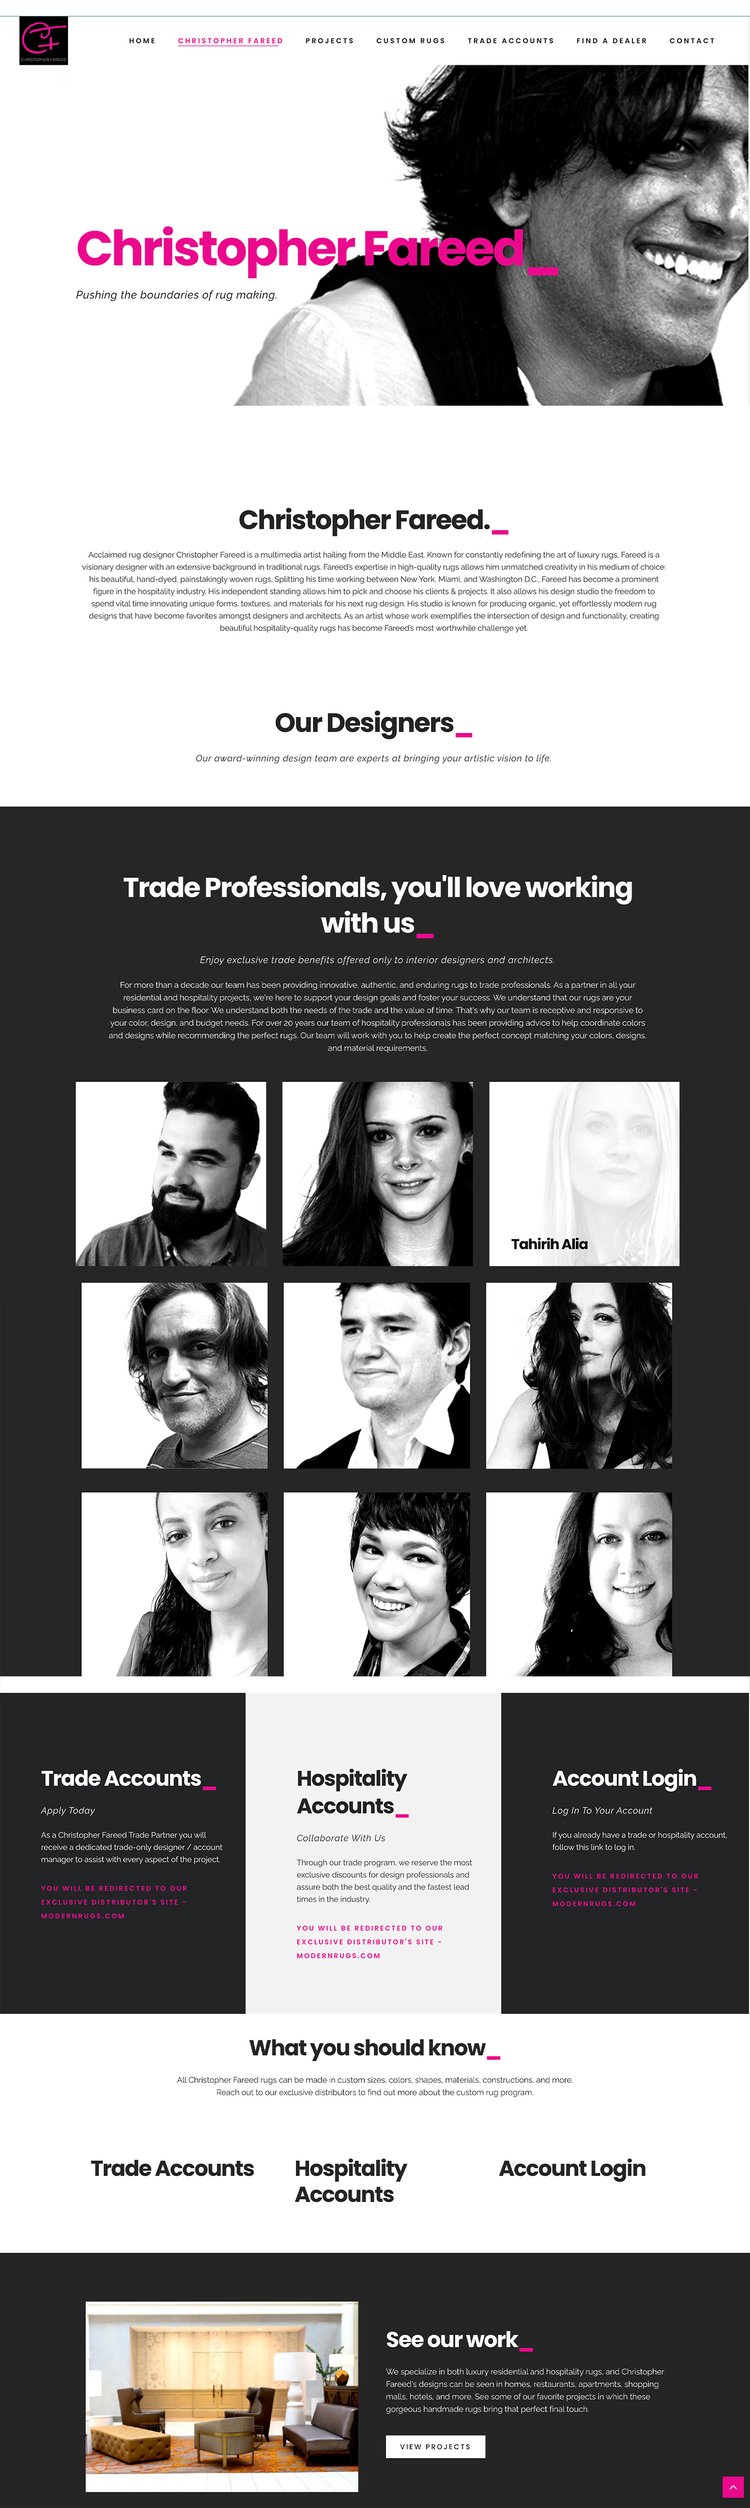 CHRISTOPHER FAREED
HOME
CHRISTOPHER FAREED
PROJECTS
CUSTOM RUGS
TRADE ACCOUNTS
FIND A DEALER
CONTACT
Christopher Fareed_
Pushing the boundaries of rug making.
Christopher Fareed._
Acclaimed rug designer Christopher Fareed is a multimedia artist hailing from the Middle East. Known for constantly redefining the art of luxury rugs, Fareed is a
visionary designer with an extensive background in traditional rugs. Fareed's expertise in high-quality rugs allows him unmatched creativity in his medium of choice:
his beautiful, hand-dyed, painstakingly woven rugs. Splitting his time working between New York, Miami, and Washington D.C., Fareed has become a prominent
figure in the hospitality industry. His independent standing allows him to pick and choose his clients & projects. It also allows his design studio the freedom to
spend vital time innovating unique forms, textures, and materials for his next rug design. His studio is known for producing organic, yet effortlessly modern rug
designs that have become favorites amongst designers and architects. As an artist whose work exemplifies the intersection of design and functionality, creating
beautiful hospitality-quality rugs has become Fareed's most worthwhile challenge yet.
Our Designers_
Our award-winning design team are experts at bringing your artistic vision to life.
Trade Professionals, you'll love working
with us_
Enjoy exclusive trade benefits offered only to interior designers and architects.
For more than a decade our team has been providing innovative, authentic, and enduring rugs to trade professionals. As a partner in all your
residential and hospitality projects, we're here to support your design goals and foster your success. We understand that our rugs are your
business card on the floor. We understand both the needs of the trade and the value of time. That's why our team is receptive and responsive to
your color, design, and budget needs. For over 20 years our team of hospitality professionals has been providing advice to help coordinate colors
and designs while recommending the perfect rugs. Our team will work with you to help create the perfect concept matching your colors, designs,
and material requirements.
Tahirih Alia
Trade Accounts_
Apply Today
As a Christopher Fareed Trade Partner you will
receive a dedicated trade-only designer / account
manager to assist with every aspect of the project.
YOU WILL BE REDIRECTED TO OUR
EXCLUSIVE DISTRIBUTOR'S SITE -
MODERNRUGS.COM
Hospitality
Accounts_
Collaborate With Us
Through our trade program, we reserve the most
exclusive discounts for design professionals and
assure both the best quality and the fastest lead
times in the industry.
YOU WILL BE REDIRECTED TO OUR
EXCLUSIVE DISTRIBUTOR'S SITE -
MODERNRUGS.COM
Account Login_
Log In To Your Account
If you already have a trade or hospitality account,
follow this link to log in.
YOU WILL BE REDIRECTED TO OUR
EXCLUSIVE DISTRIBUTOR'S SITE -
MODERNRUGS.COM
What you should know_
All Christopher Fareed rugs can be made in custom sizes, colors, shapes, materials, constructions, and more.
Reach out to our exclusive distributors to find out more about the custom rug program.
Trade Accounts
Hospitality
Accounts
Account Login
See our work_
We specialize in both luxury residential and hospitality rugs, and Christopher
Fareed's designs can be seen in homes, restaurants, apartments, shopping
malls, hotels, and more. See some of our favorite projects in which these
gorgeous handmade rugs bring that perfect final touch.
VIEW PROJECTS